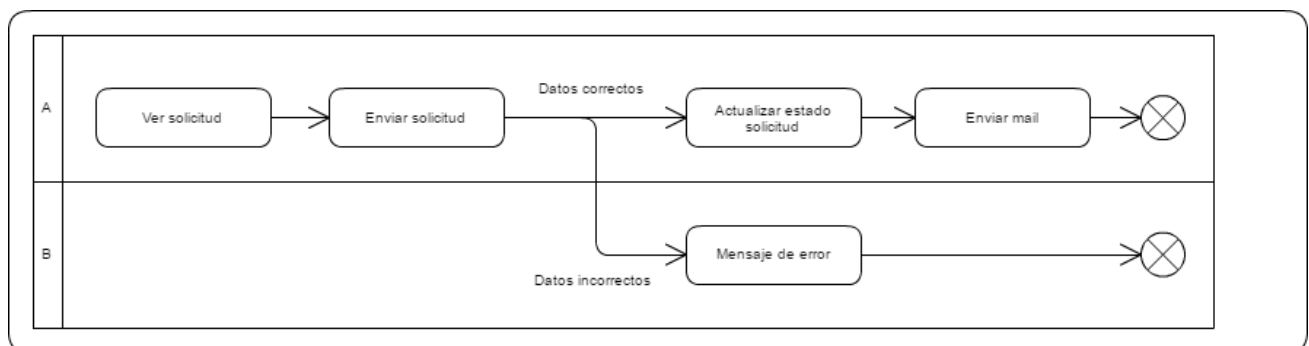 Datos correctos
A
Ver solicitud
Enviar solicitud
Actualizar estado
solicitud
Enviar mail
B
Mensaje de error
Datos incorrectos